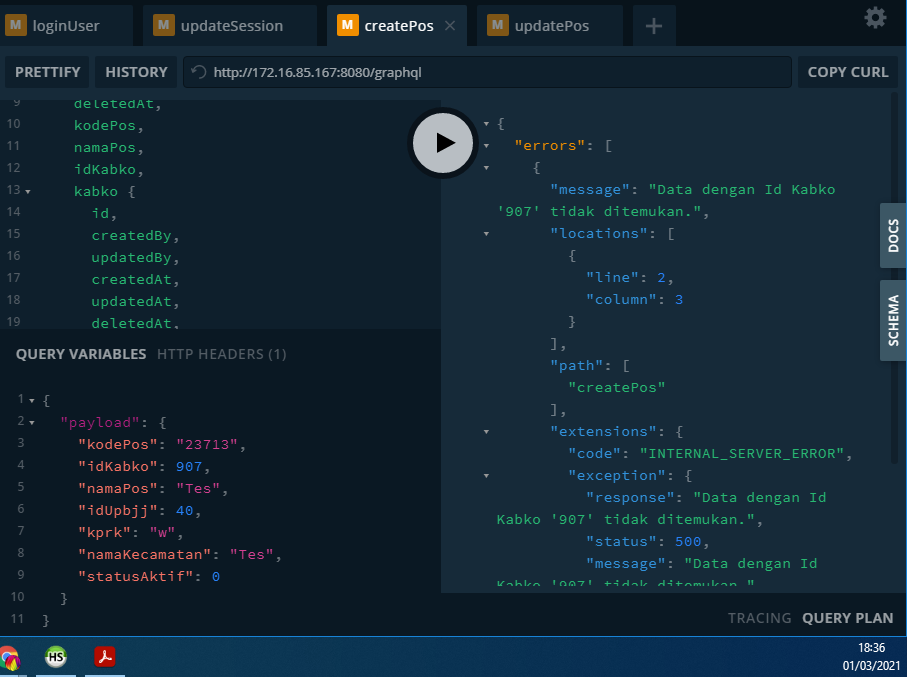 M loginUser
M updateSession
M createPos ×
M updatePos
+
PRETTIFY
HISTORY
http://172.16.85.167:8080/graphql
COPY CURL
9 deletedAt,
10 kodePos,
11 namaPos,
12 idKabko,
13 kabko {
14 id,
15 createdBy,
16 updatedBy,
17 createdAt,
18 updatedAt,
19 deletedAt,
QUERY VARIABLES HTTP HEADERS (1)
1 {
2 "payload": {
3 "kodePos": "23713",
4 "idKabko": 907,
5 "namaPos": "Tes",
6 "idUpbjj": 40,
7 "kprk": "w",
8 "namaKecamatan": "Tes",
9 "statusAktif": 0
10 }
11 }
{
"errors": [
{
"message": "Data dengan Id Kabko
'907' tidak ditemukan.",
"locations": [
{
"line": 2,
"column": 3
}
],
"path": [
"createPos"
],
"extensions": {
"code": "INTERNAL_SERVER_ERROR",
"exception": {
"response": "Data dengan Id
Kabko '907' tidak ditemukan.",
"status": 500,
"message": "Data dengan Id
Kabko '907' tidak ditemukan."
DOCS
SCHEMA
TRACING QUERY PLAN
HS
18:36
01/03/2021